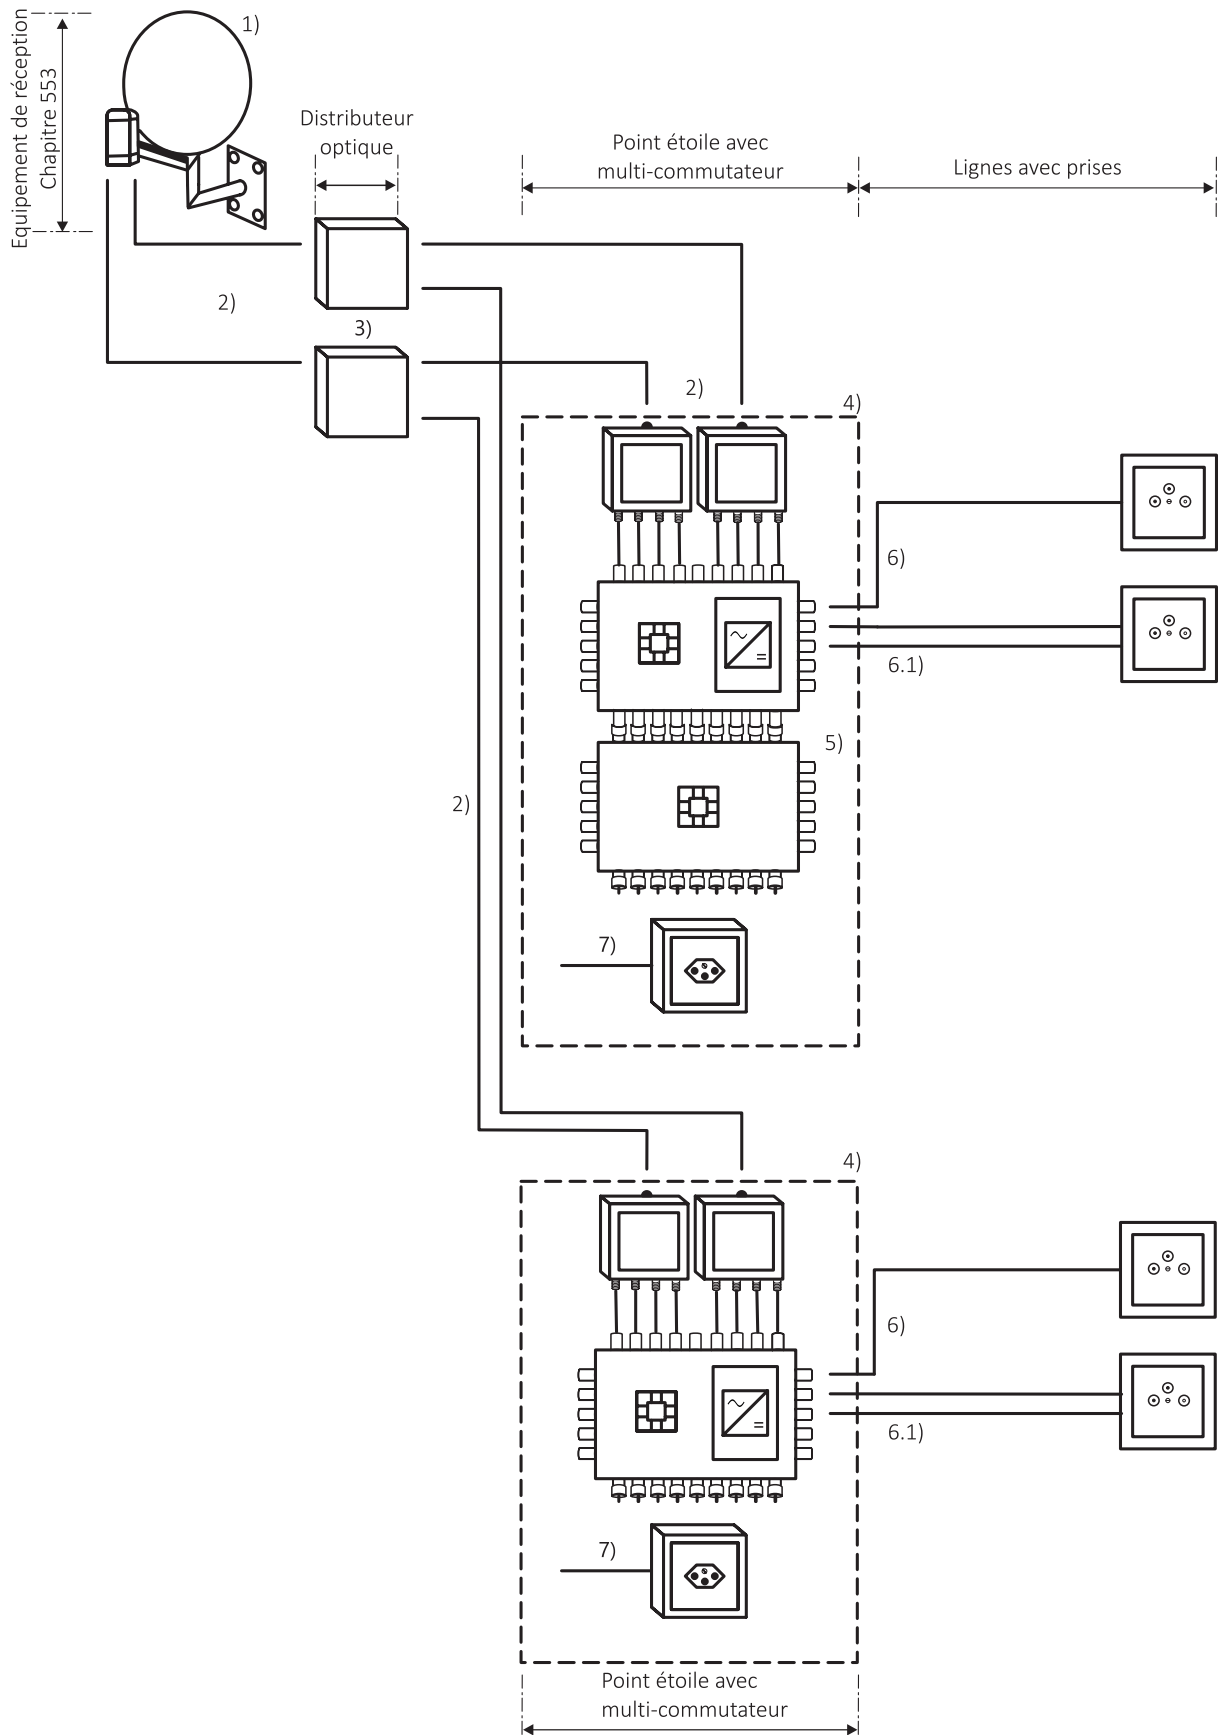 Equipement de réception
Chapitre 553
1)
Distributeur
optique
Point étoile avec
multi-commutateur
Lignes avec prises
2)
3)
2)
4)
6)
6.1)
5)
2)
7)
4)
6)
6.1)
7)
Point étoile avec
multi-commutateur